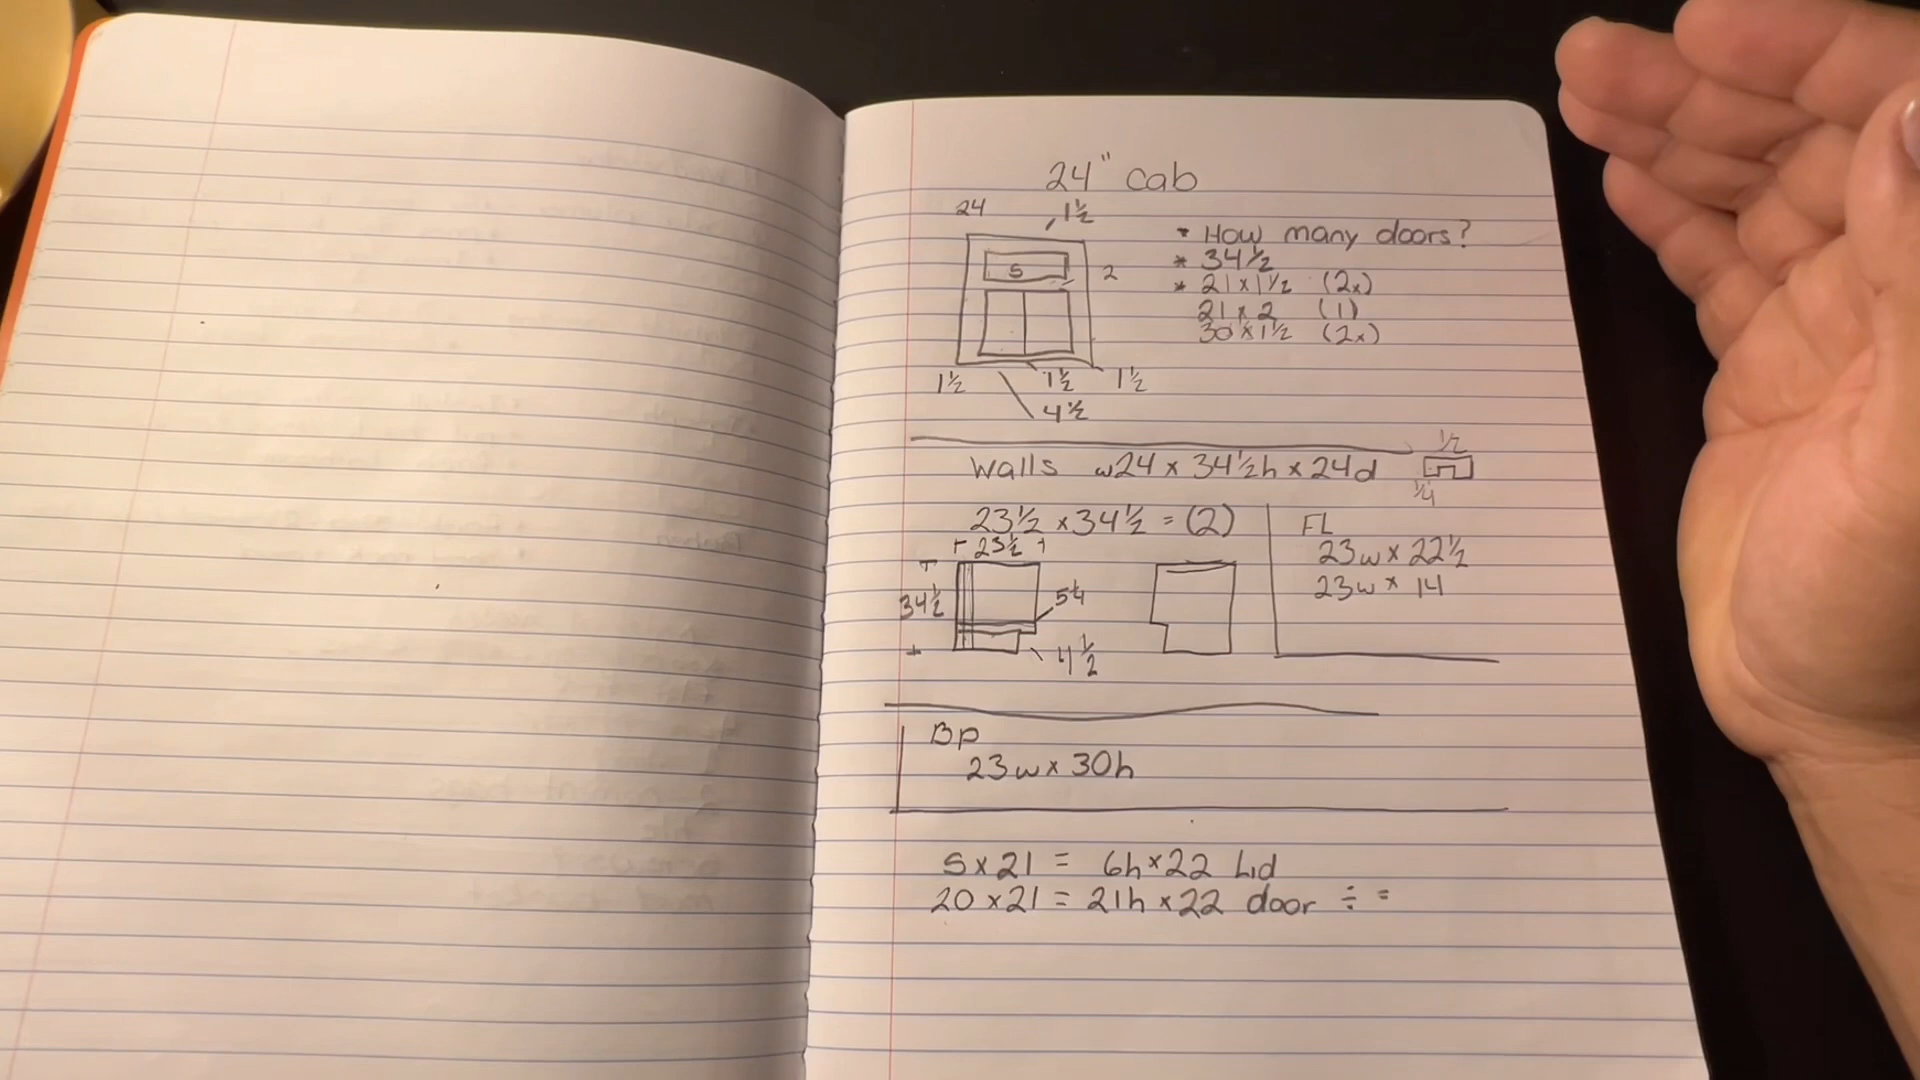 24" cab
24
1½
5
2
* How many doors?
* 34½
* 21 x 1½ (2x)
21 x 2 (1)
30 x 1½ (2x)
1½
1½
1½
4½
Walls w24 x 34½h x 24d
1/2
1/4
23½ x 34½ = (2)
23½
34½
5¼
4½
FL
23w x 22½
23w x 14
Bp
23w x 30h
5 x 21 = 6h x 22 Lid
20 x 21 = 21h x 22 door ÷ =